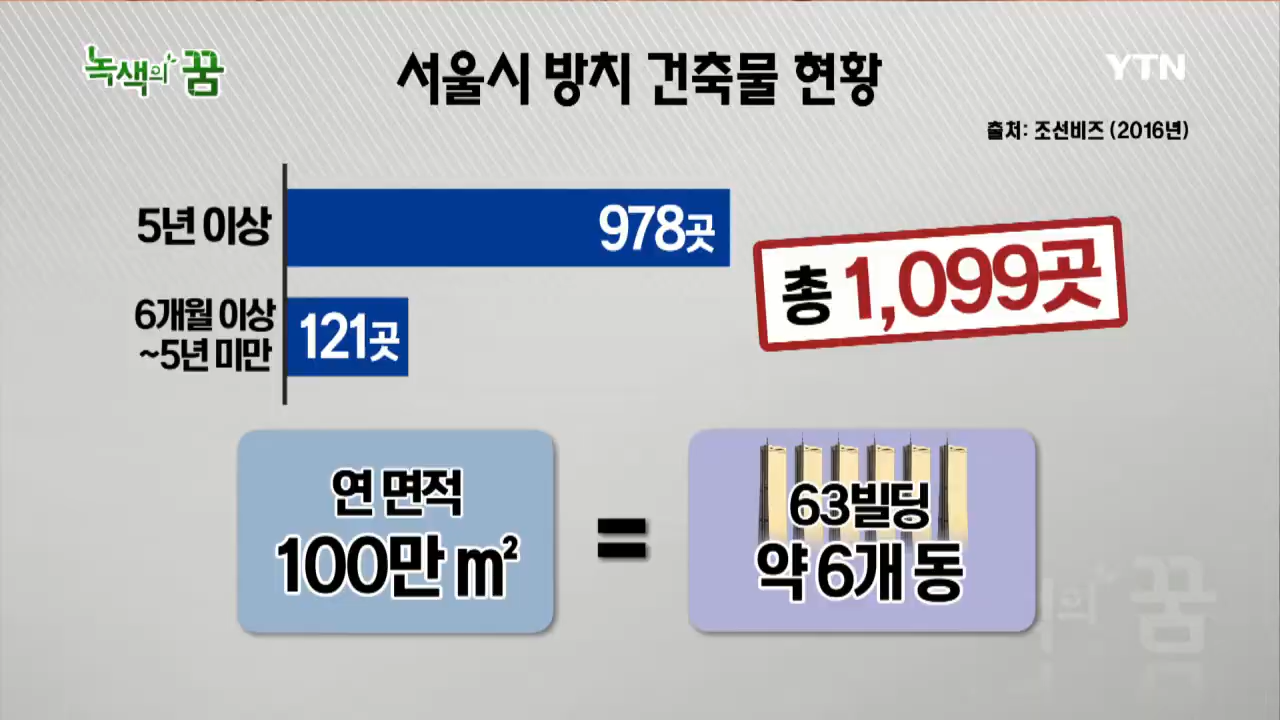 녹색의 꿈
서울시 방치 건축물 현황
YTN
출처: 조선비즈 (2016년)
5년 이상
978곳
6개월 이상
~5년 미만
121곳
총 1,099곳
연 면적
100만 ㎡
=
63빌딩
약 6개 동
의 꿈